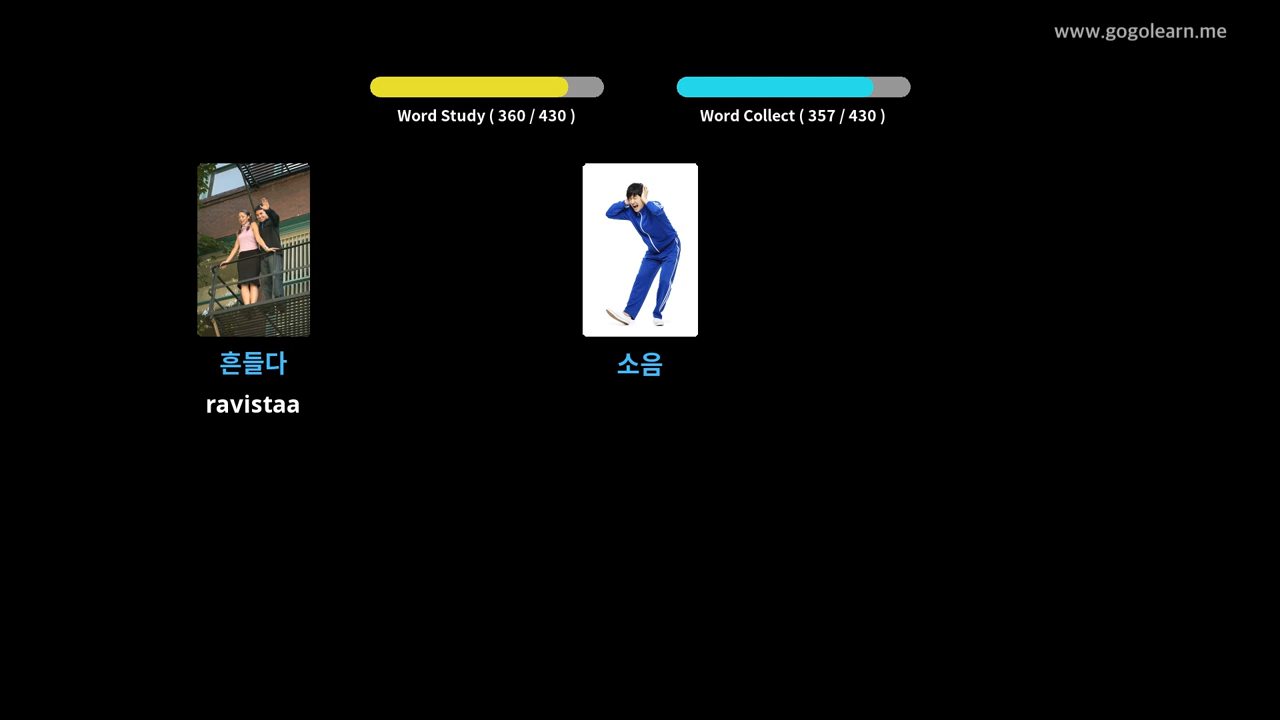 www.gogolearn.me
Word Study ( 360 / 430 )
Word Collect ( 357 / 430 )
흔들다
소음
ravistaa